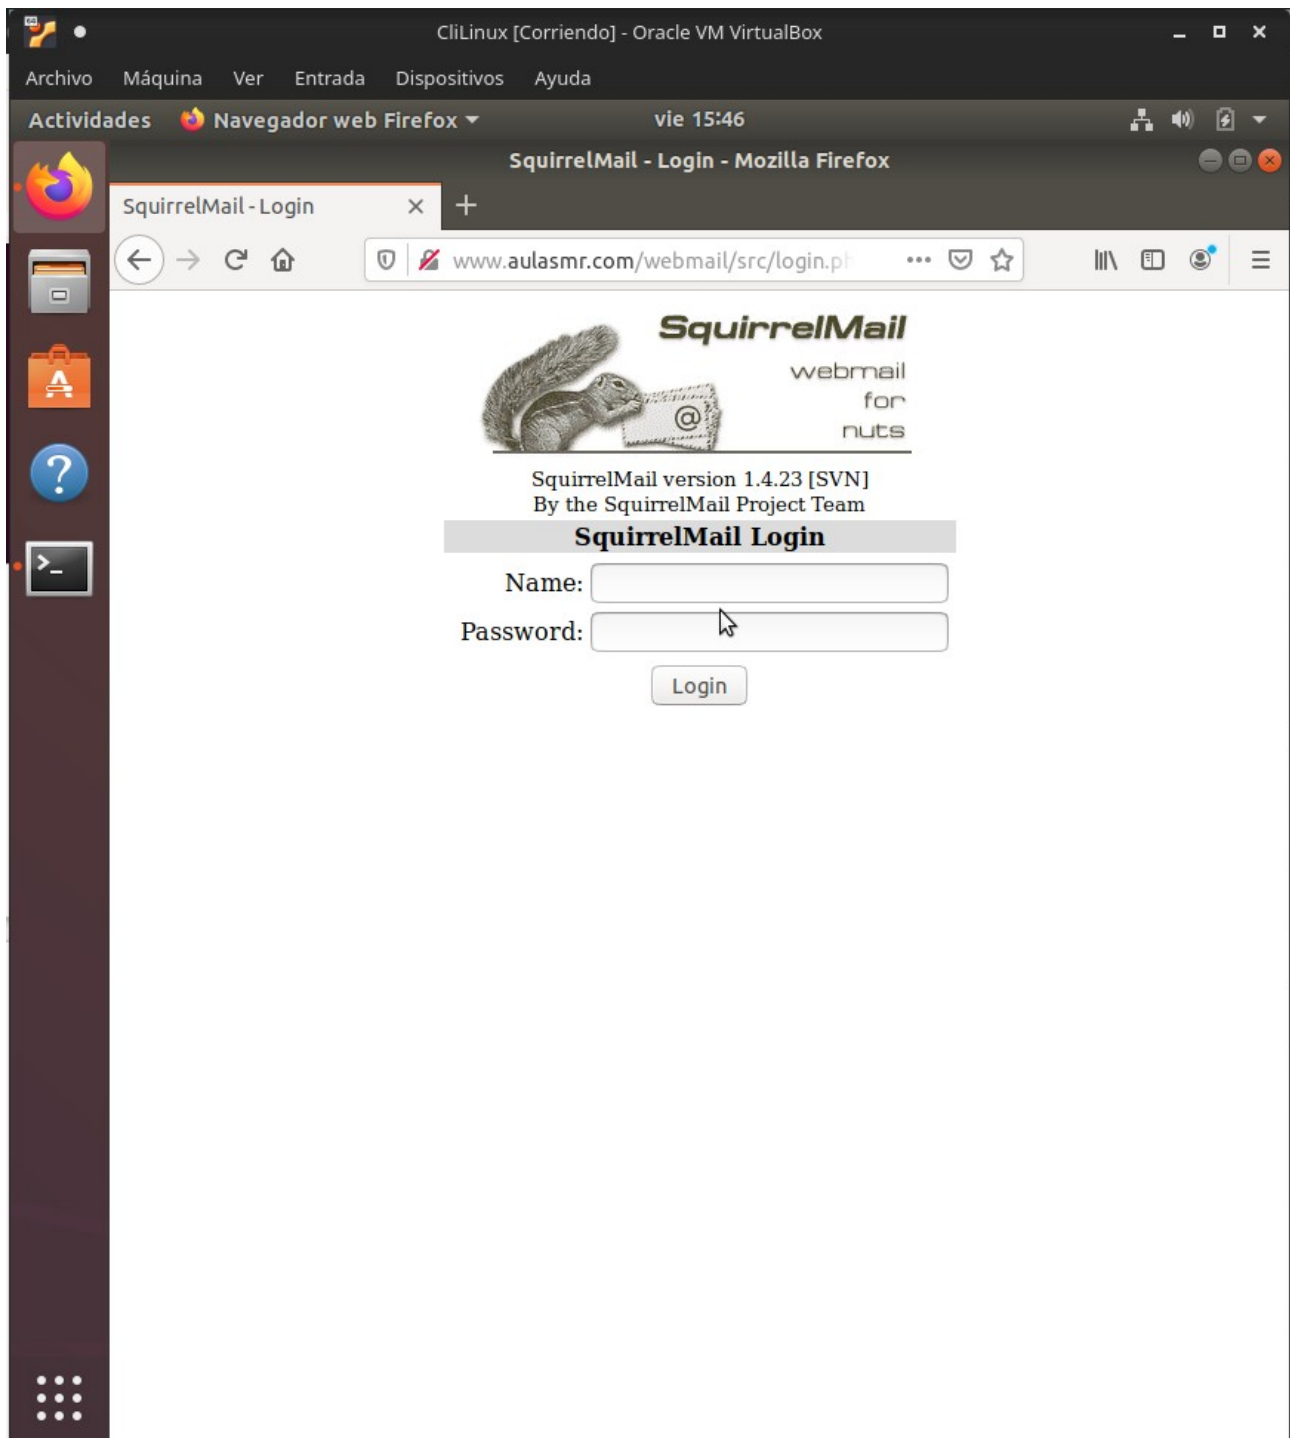 CliLinux [Corriendo] - Oracle VM VirtualBox
Archivo Máquina Ver Entrada Dispositivos Ayuda
Actividades Navegador web Firefox vie 15:46
SquirrelMail - Login - Mozilla Firefox
SquirrelMail - Login
www.aulasmr.com/webmail/src/login.ph
SquirrelMail
webmail
for
nuts
@
SquirrelMail version 1.4.23 [SVN]
By the SquirrelMail Project Team
SquirrelMail Login
Name:
Password:
Login